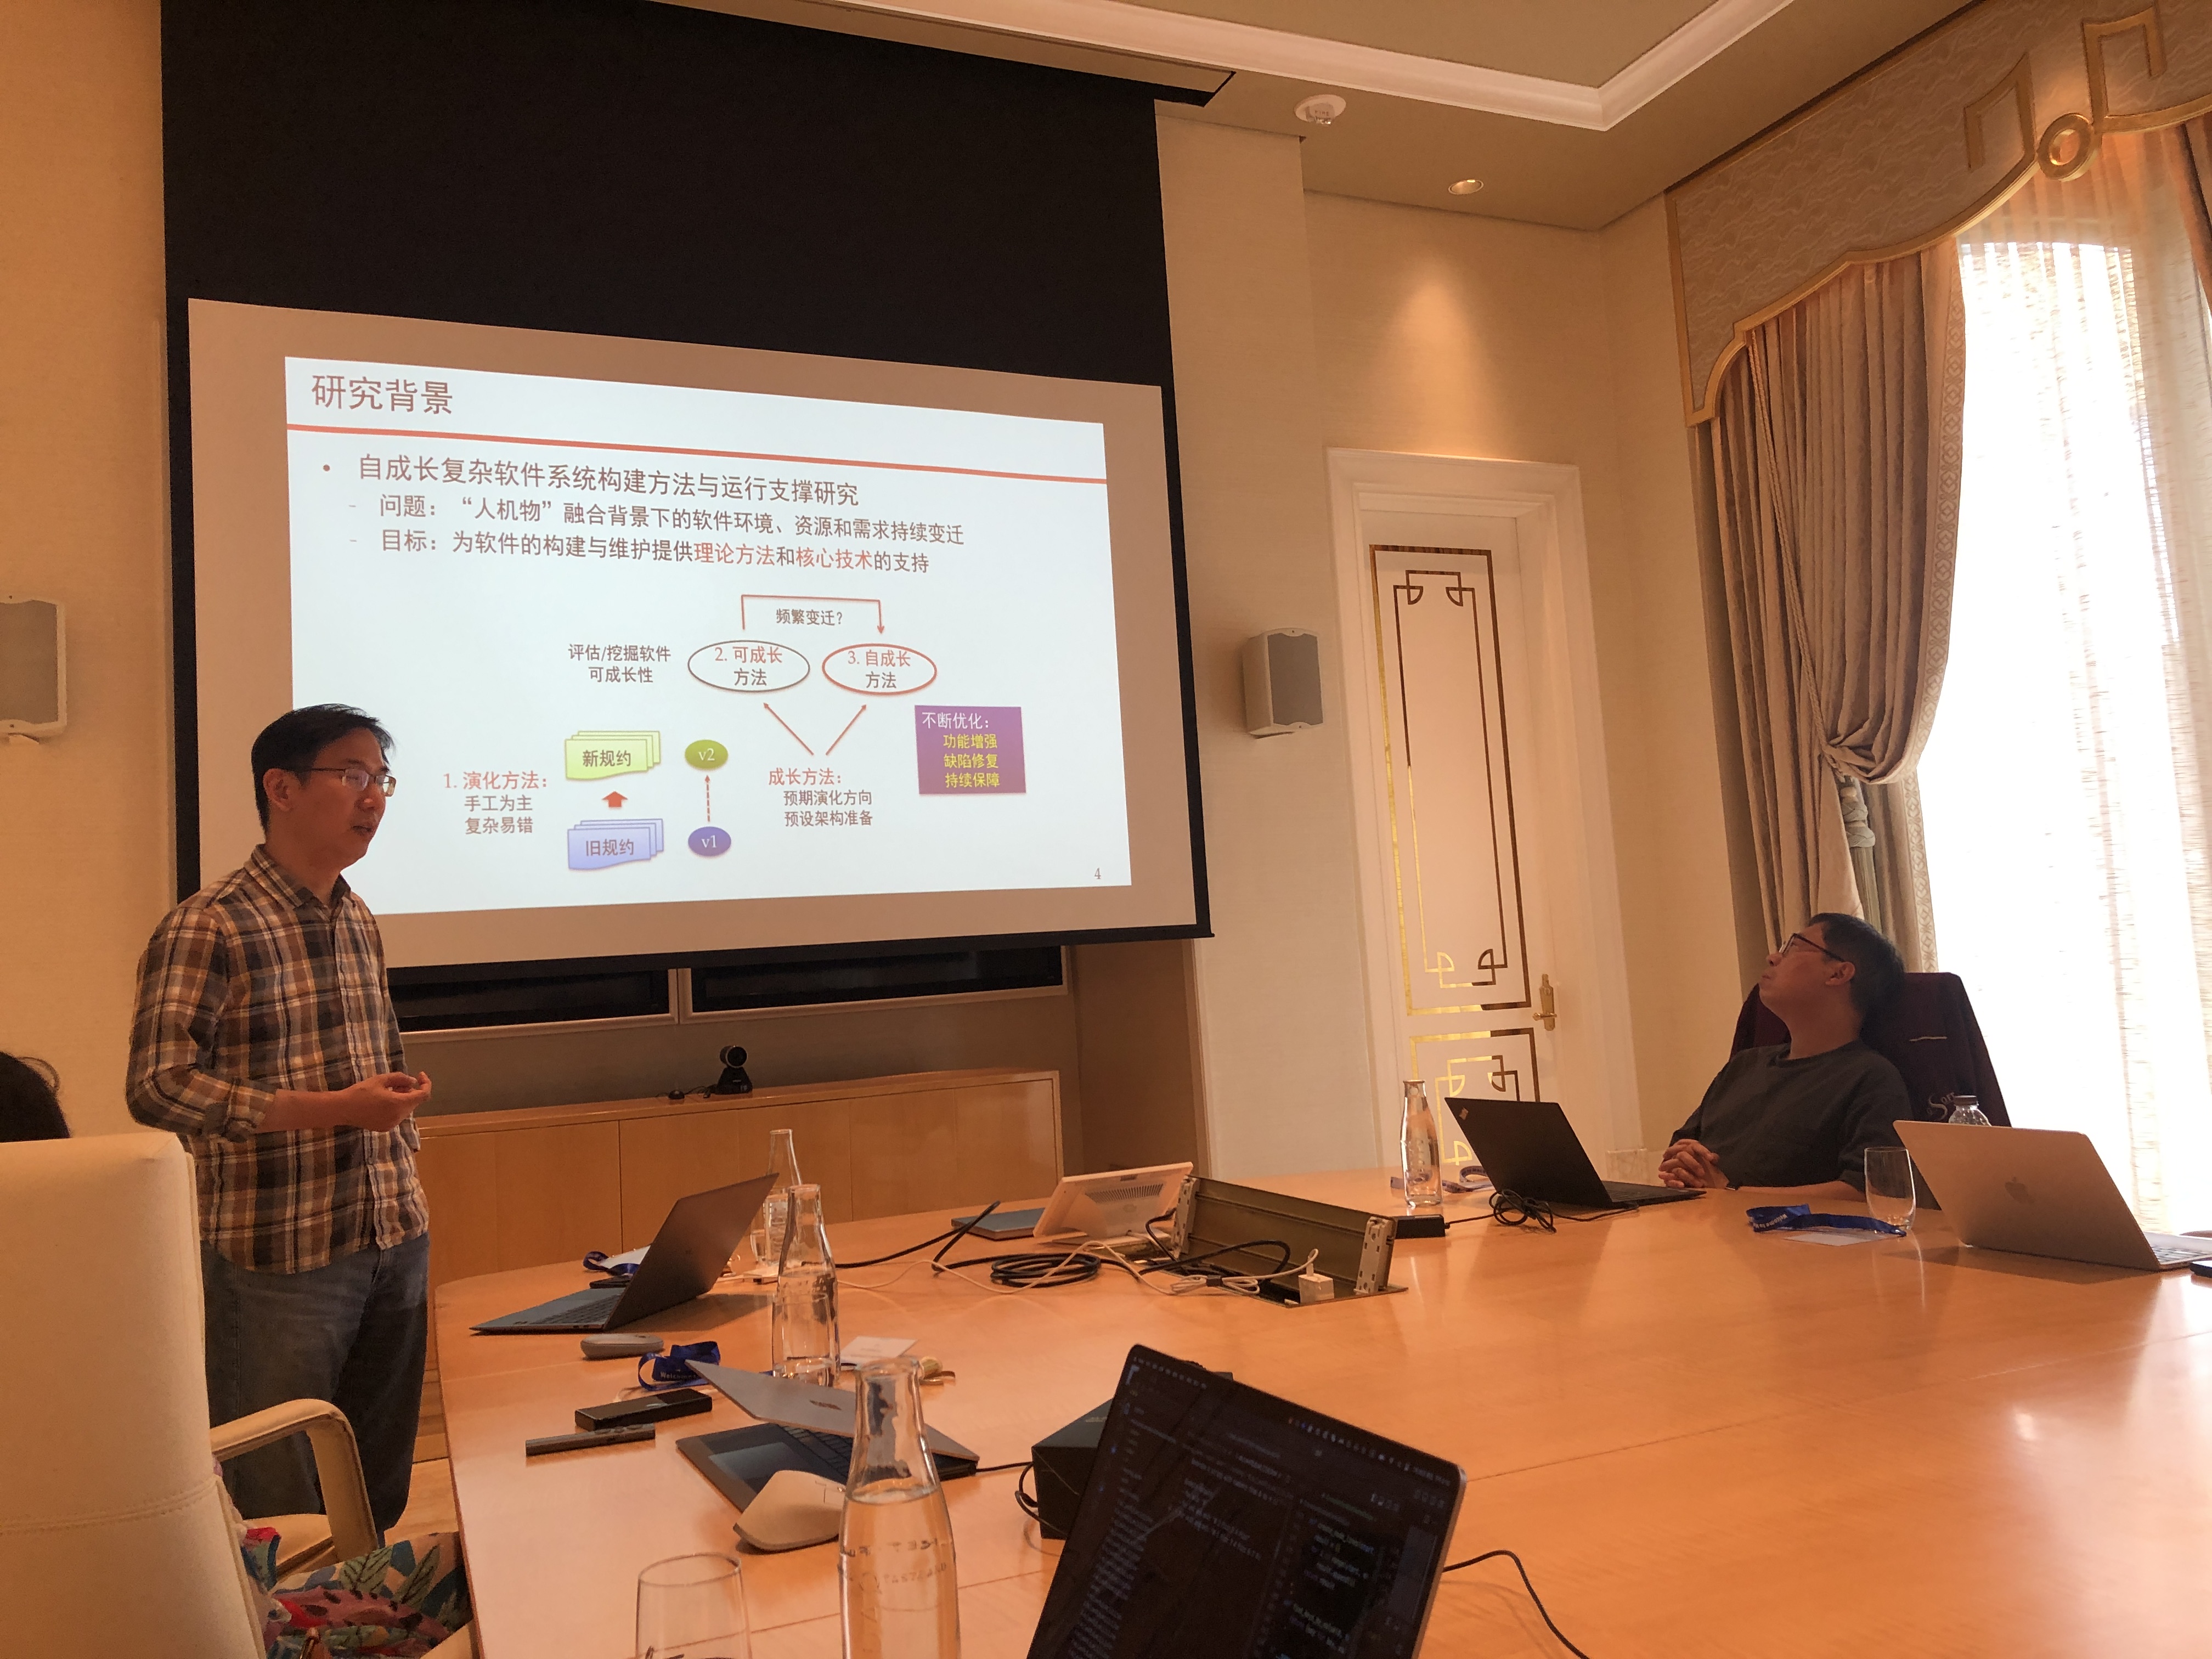 研究背景
• 自成长复杂软件系统构建方法与运行支撑研究
- 问题：“人机物”融合背景下的软件环境、资源和需求持续变迁
- 目标：为软件的构建与维护提供理论方法和核心技术的支持
频繁变迁？
评估/挖掘软件
可成长性
2. 可成长
方法
3. 自成长
方法
不断优化：
功能增强
缺陷修复
持续保障
新规约
v2
1. 演化方法：
手工为主
复杂易错
成长方法：
预期演化方向
预设架构准备
旧规约
v1
4